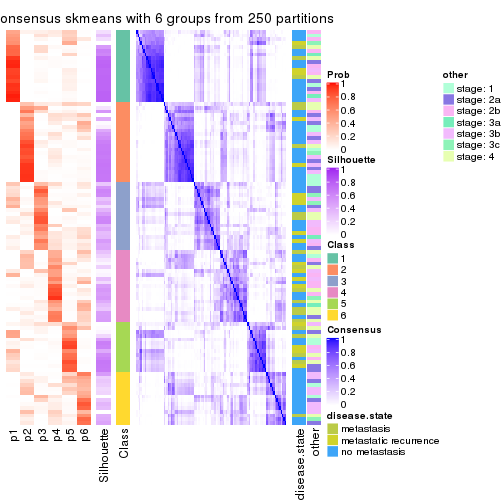 onsensus skmeans with 6 groups from 250 partitions
Prob
1
0.8
0.6
0.4
0.2
0
Silhouette
1
0.8
0.6
0.4
0.2
0
Class
1
2
3
4
5
6
Consensus
1
0.8
0.6
0.4
0.2
0
disease.state
metastasis
metastatic recurrence
no metastasis
other
stage: 1
stage: 2a
stage: 2b
stage: 3a
stage: 3b
stage: 3c
stage: 4
p1
p2
p3
p4
p5
p6
Silhouette
Class
disease.state
other